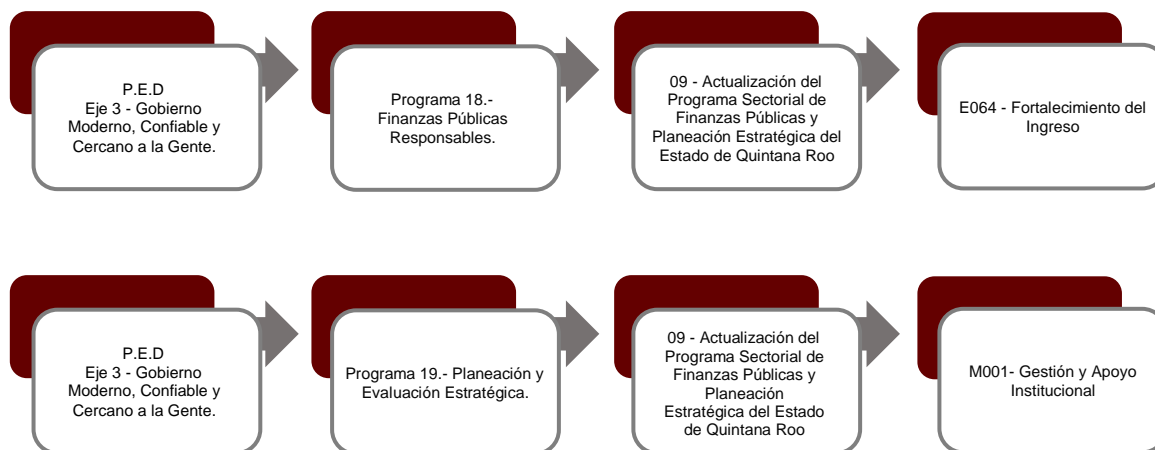 P.E.D
Eje 3 - Gobierno
Moderno, Confiable y
Cercano a la Gente.
Programa 18.-
Finanzas Públicas
Responsables.
09 - Actualización del
Programa Sectorial de
Finanzas Públicas y
Planeación Estratégica del
Estado de Quintana Roo
E064 - Fortalecimiento del
Ingreso
P.E.D
Eje 3 - Gobierno
Moderno, Confiable y
Cercano a la Gente.
Programa 19.- Planeación y
Evaluación Estratégica.
09 - Actualización del
Programa Sectorial de
Finanzas Públicas y
Planeación
Estratégica del Estado
de Quintana Roo
M001- Gestión y Apoyo
Institucional